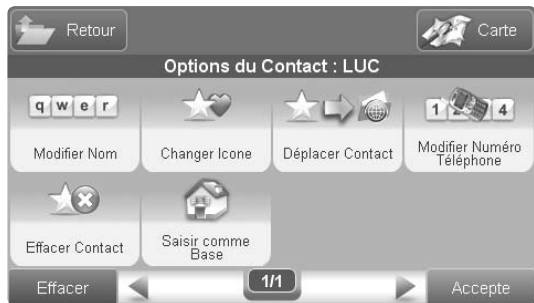 Retour
Carte
Options du Contact : LUC
q w e r
1 2 4
Modifier Nom
Changer Icone
Déplacer Contact
Modifier Numéro
Téléphone
Effacer Contact
Saisir comme
Base
Effacer
1/1
Accepte